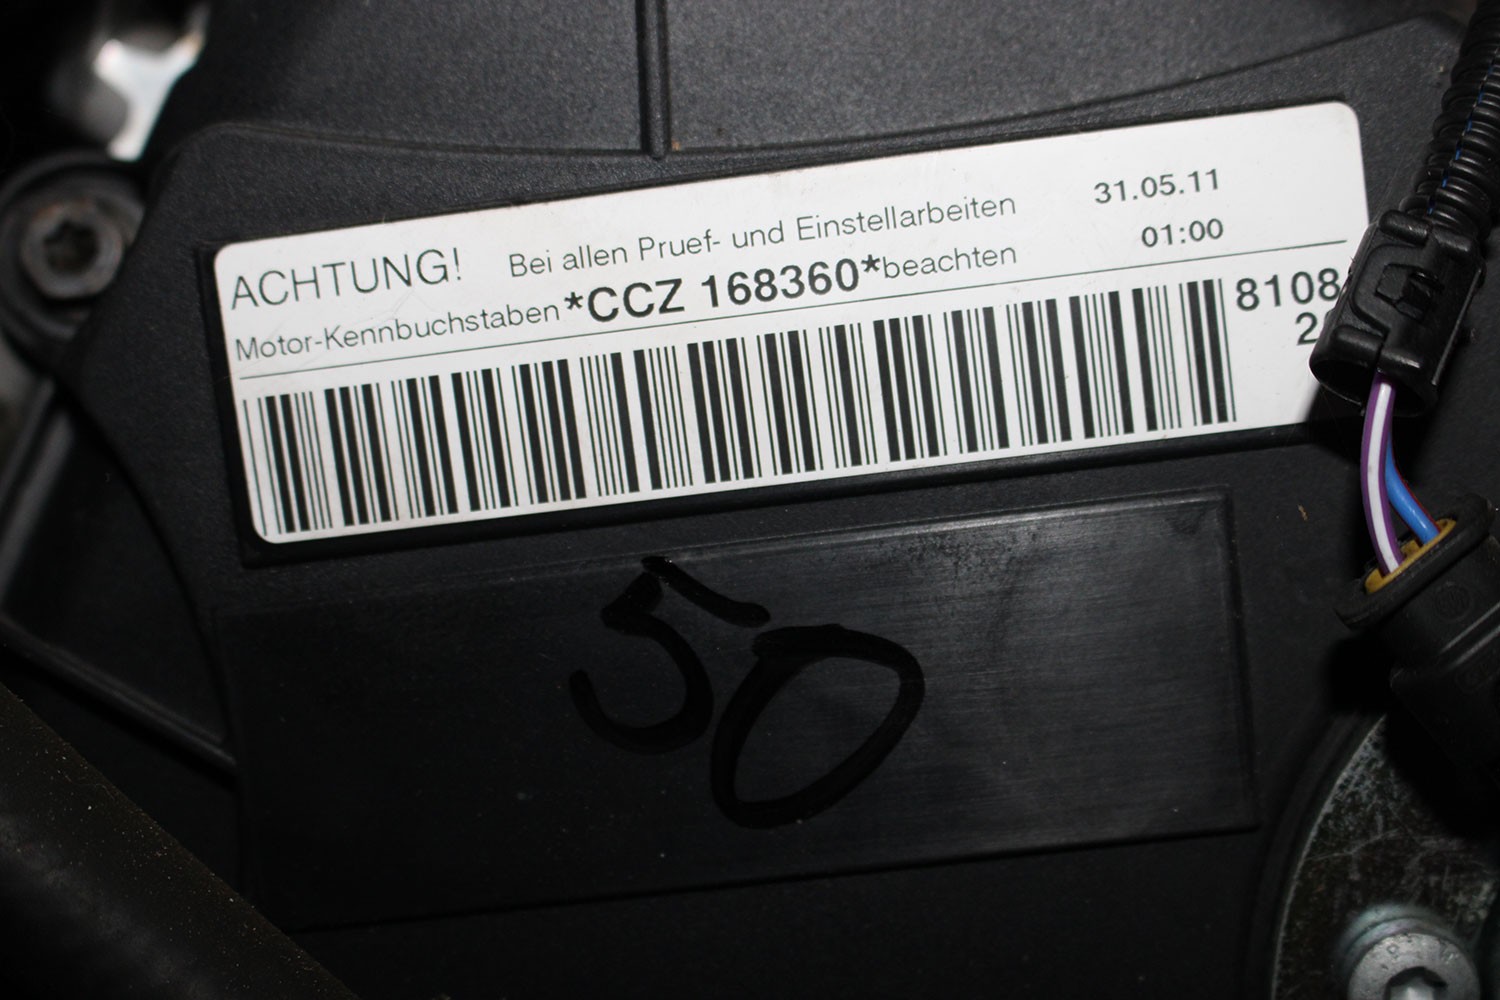 ACHTUNG! Bei allen Pruef- und Einstellarbeiten 31.05.11
Motor-Kennbuchstaben *CCZ 168360* beachten 01:00
8108
50